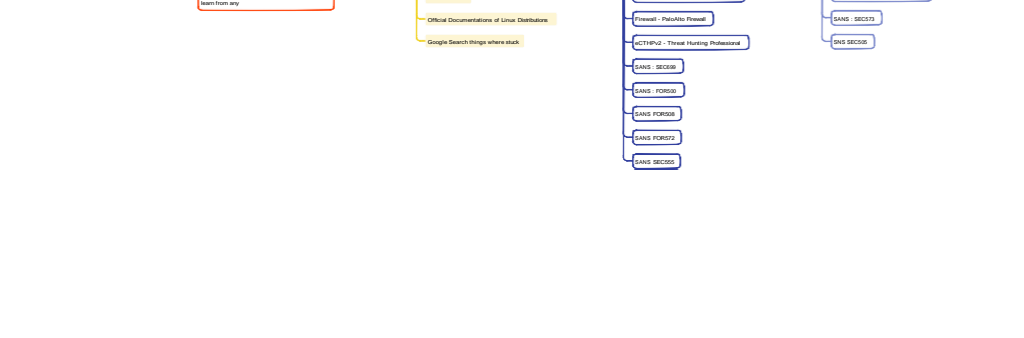 learn from any
Official Documentations of Linux Distributions
Google Search things where stuck
Firewall - PaloAlto Firewall
eCTHPv2 - Threat Hunting Professional
SANS : SEC699
SANS : FOR500
SANS FOR508
SANS FOR572
SANS SEC555
SANS : SEC573
SNS SEC505